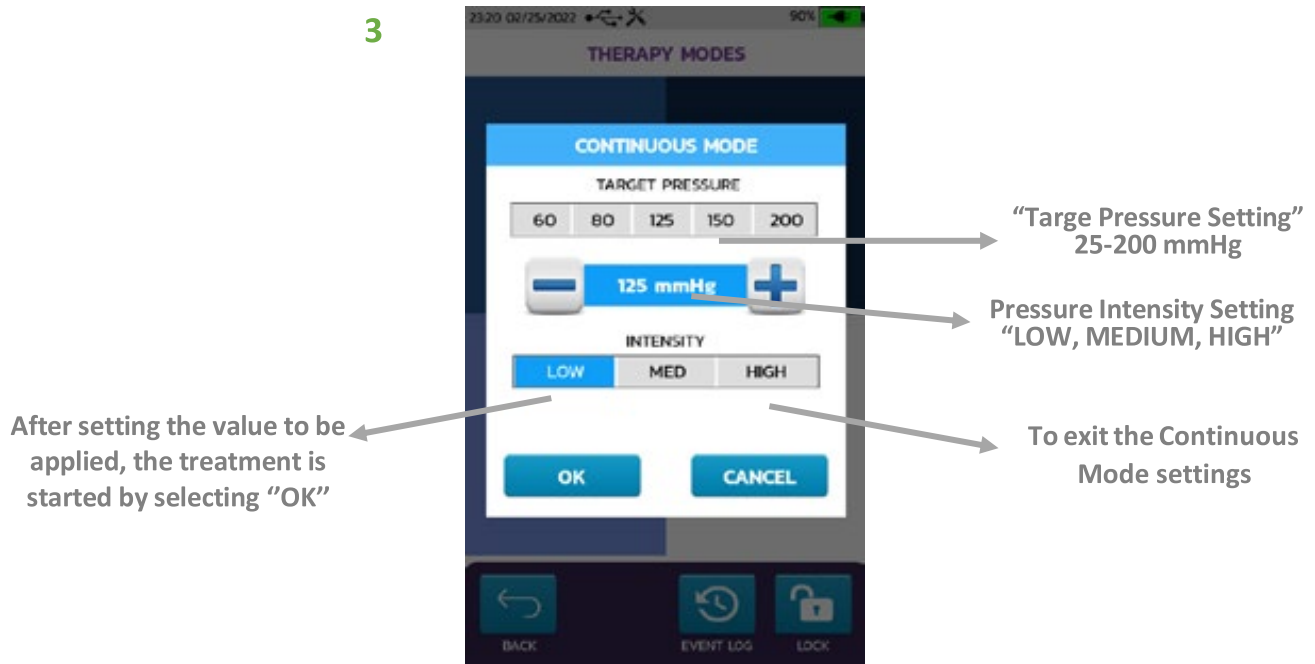 3
23:20 02/25/2022 90%
THERAPY MODES
CONTINUOUS MODE
TARGET PRESSURE
60 80 125 150 200
125 mmHg
INTENSITY
LOW MED HIGH
OK CANCEL
BACK EVENT LOG LOCK
“Targe Pressure Setting”
25-200 mmHg
Pressure Intensity Setting
“LOW, MEDIUM, HIGH”
After setting the value to be
applied, the treatment is
started by selecting “OK”
To exit the Continuous
Mode settings